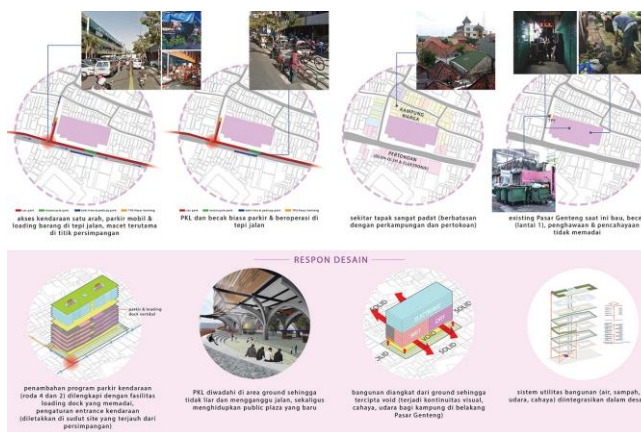 KAMPUNG
WARGA
PERTOKOAN
akses kendaraan satu arah, parkir mobil &
loading barang di tepi jalan, macet terutama
di titik persimpangan
PKL dan becak biasa parkir & beroperasi di
tepi jalan
sekitar tapak sangat padat (berbatasan
dengan perkampungan dan pertokoan)
existing Pasar Genteng saat ini bau, becek
(lantai 1), penghawaan & pencahayaan
tidak memadai
RESPON DESAIN
parkir & loading
dock vertikal
SOLID
SOLID
SOLID
SOLID
VOID
penambahan program parkir kendaraan
(roda 4 dan 2) dilengkapi dengan fasilitas
loading dock yang memadai,
pengaturan entrance kendaraan
(diletakkan di sudut site yang terjauh dari
persimpangan)
PKL diwadahi di area ground sehingga
tidak liar dan mengganggu jalan, sekaligus
menghidupkan public plaza yang baru
bangunan diangkat dari ground sehingga
tercipta void (terjadi kontinuitas visual,
cahaya, udara bagi kampung di belakang
Pasar Genteng)
sistem utilitas bangunan (air, sampah,
udara, cahaya) diintegrasikan dalam desain